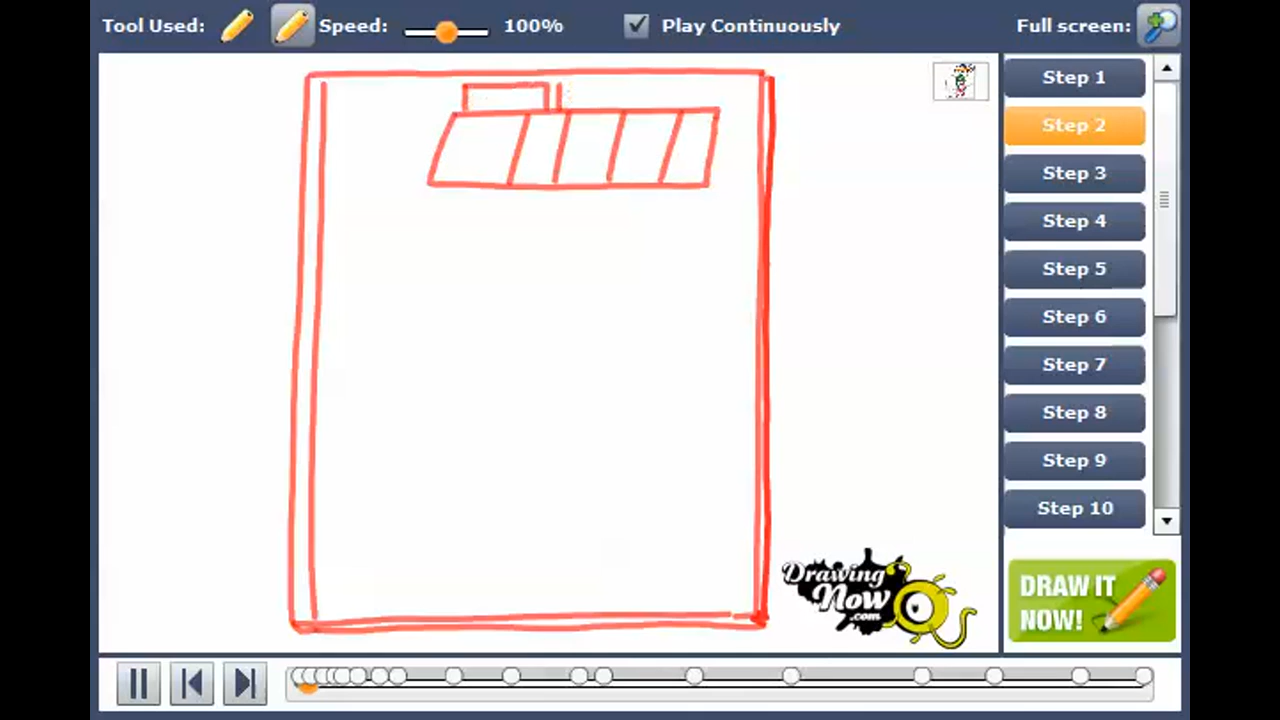 Tool Used:
Speed:
100%
Play Continuously
Full screen:
Step 1
Step 2
Step 3
Step 4
Step 5
Step 6
Step 7
Step 8
Step 9
Step 10
Drawing
Now
.com
DRAW IT
NOW!